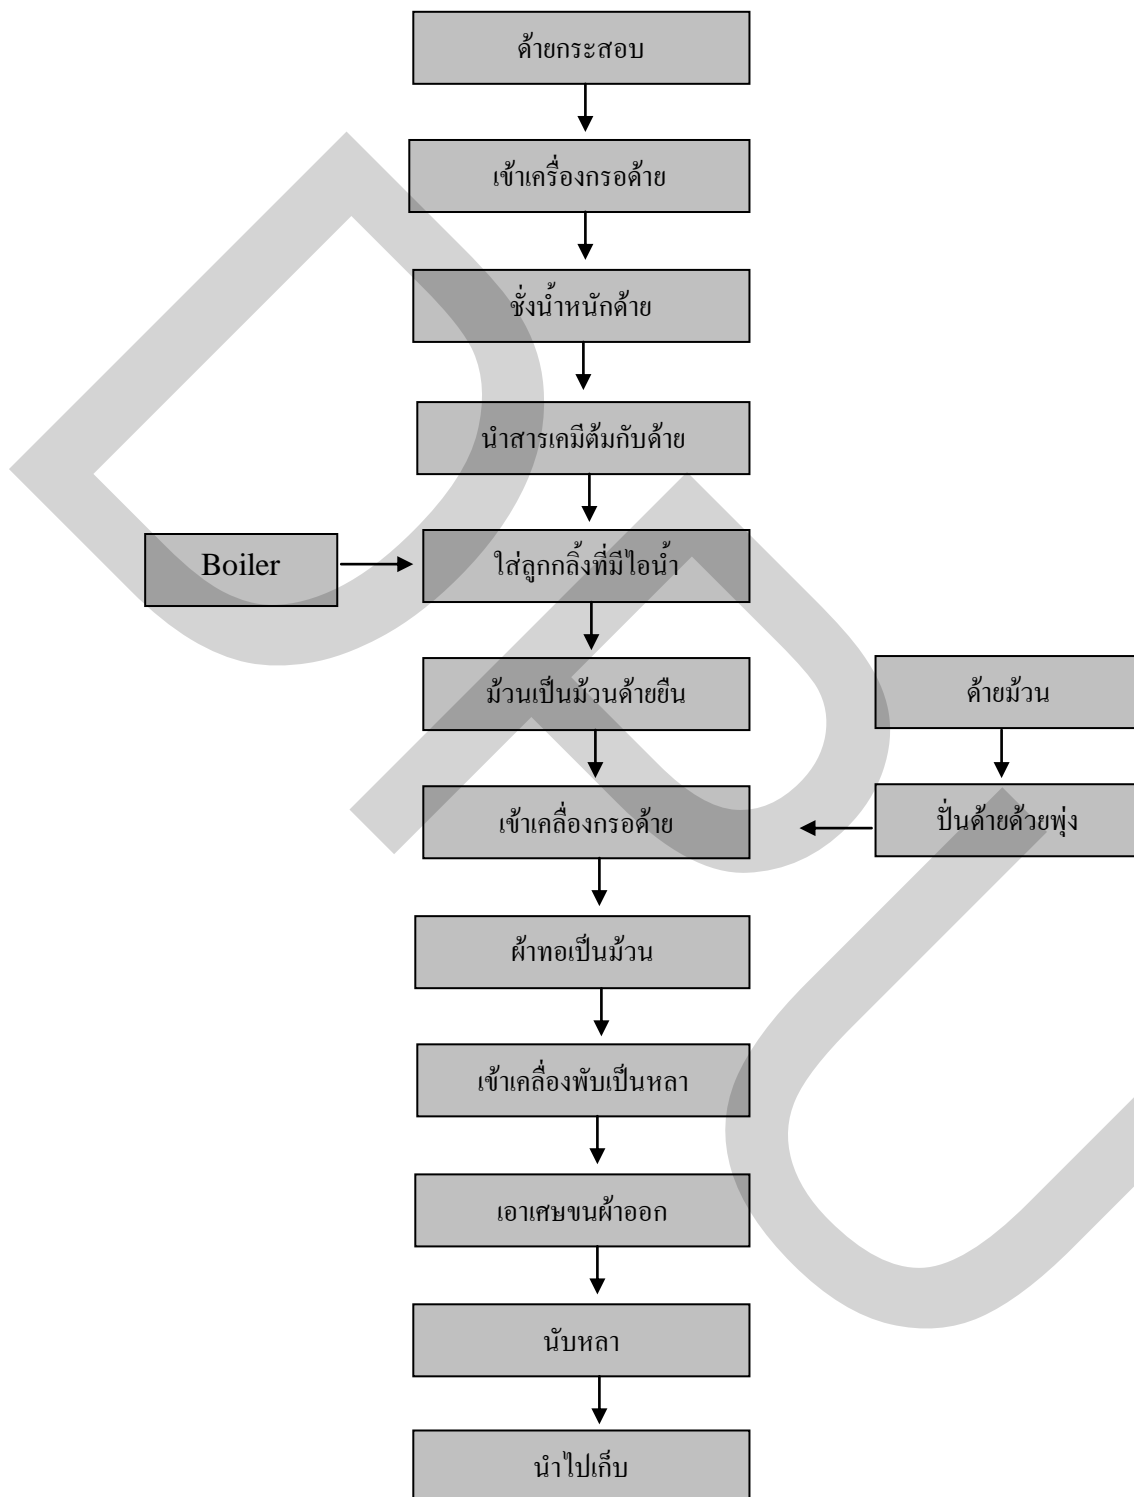 ด้ายกระสอบ
เข้าเครื่องกรอด้าย
ชั่งน้ำหนักด้าย
นำสารเคมีต้มกับด้าย
Boiler
ใส่ลูกกลิ้งที่มีไอน้ำ
ม้วนเป็นม้วนด้ายยืน
ด้ายม้วน
เข้าเคลื่องกรอด้าย
ปั่นด้ายด้วยพุ่ง
ผ้าทอเป็นม้วน
เข้าเคลื่องพับเป็นหลา
เอาเศษขนผ้าออก
นับหลา
นำไปเก็บ
DPU